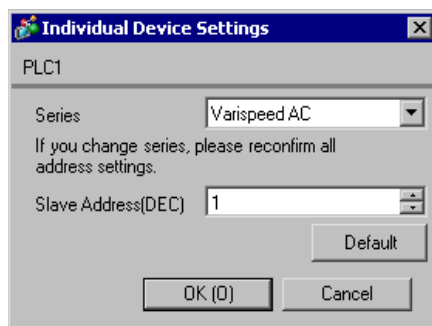 Individual Device Settings
PLC1
Series Varispeed AC
If you change series, please reconfirm all
address settings.
Slave Address(DEC) 1
Default
OK (O) Cancel